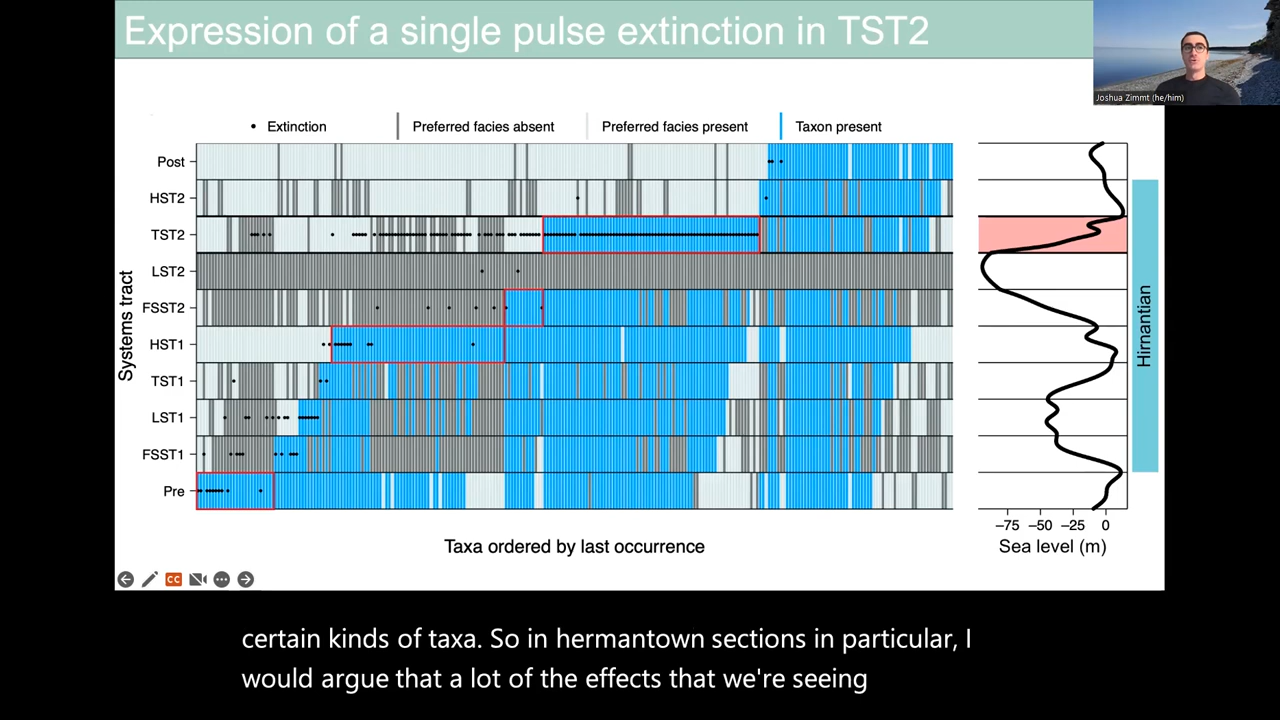 Expression of a single pulse extinction in TST2
Joshua Zimmt (he/him)
Extinction
Preferred facies absent
Preferred facies present
Taxon present
Systems tract
Post
HST2
TST2
LST2
FSST2
HST1
TST1
LST1
FSST1
Pre
Taxa ordered by last occurrence
Hirnantian
−75 −50 −25 0
Sea level (m)
CC
certain kinds of taxa. So in hermantown sections in particular, I
would argue that a lot of the effects that we're seeing